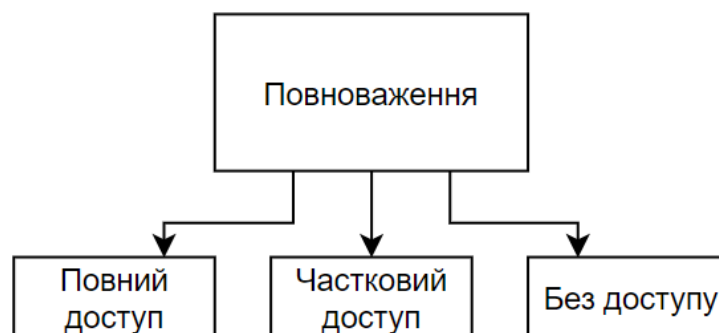 Повноваження
Повний
доступ
Частковий
доступ
Без доступу